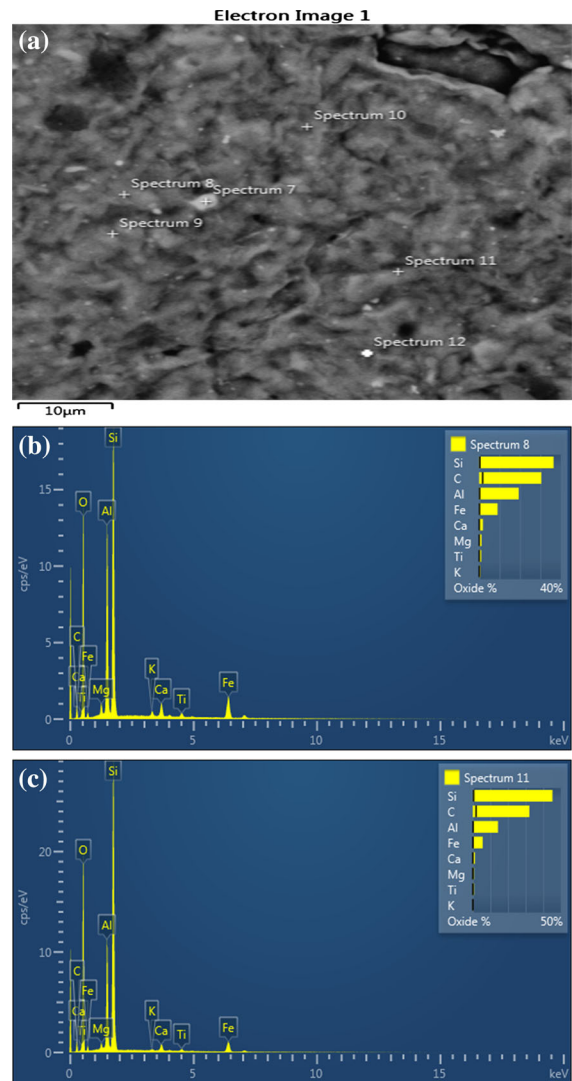 Electron Image 1
(a)
Spectrum 10
Spectrum 8
Spectrum 7
Spectrum 9
Spectrum 11
Spectrum 12
10µm
(b)
Si
O
Al
C
Fe
Ca
Ti
Mg
K
Ca
Ti
Fe
15
10
5
0
cps/eV
0
5
10
15
keV
Spectrum 8
Si
C
Al
Fe
Ca
Mg
Ti
K
Oxide % 40%
(c)
Si
O
Al
C
Fe
Ca
Ti
Mg
K
Ca
Ti
Fe
20
10
0
cps/eV
0
5
10
15
keV
Spectrum 11
Si
C
Al
Fe
Ca
Mg
Ti
K
Oxide % 50%